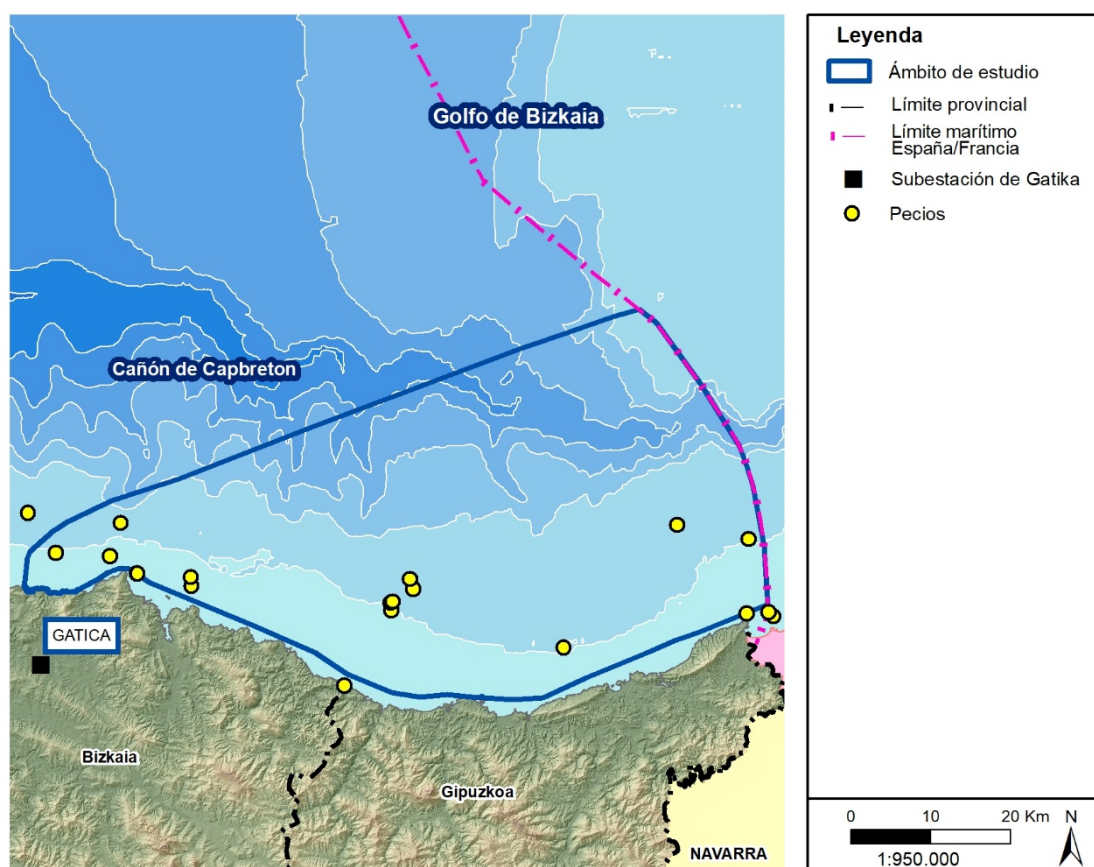 Golfo de Bizkaia
Cañón de Capbreton
GATICA
Bizkaia
Gipuzkoa
NAVARRA
Leyenda
Ámbito de estudio
Límite provincial
Límite marítimo
España/Francia
Subestación de Gatika
Pecios
0 10 20 Km N
1:950.000